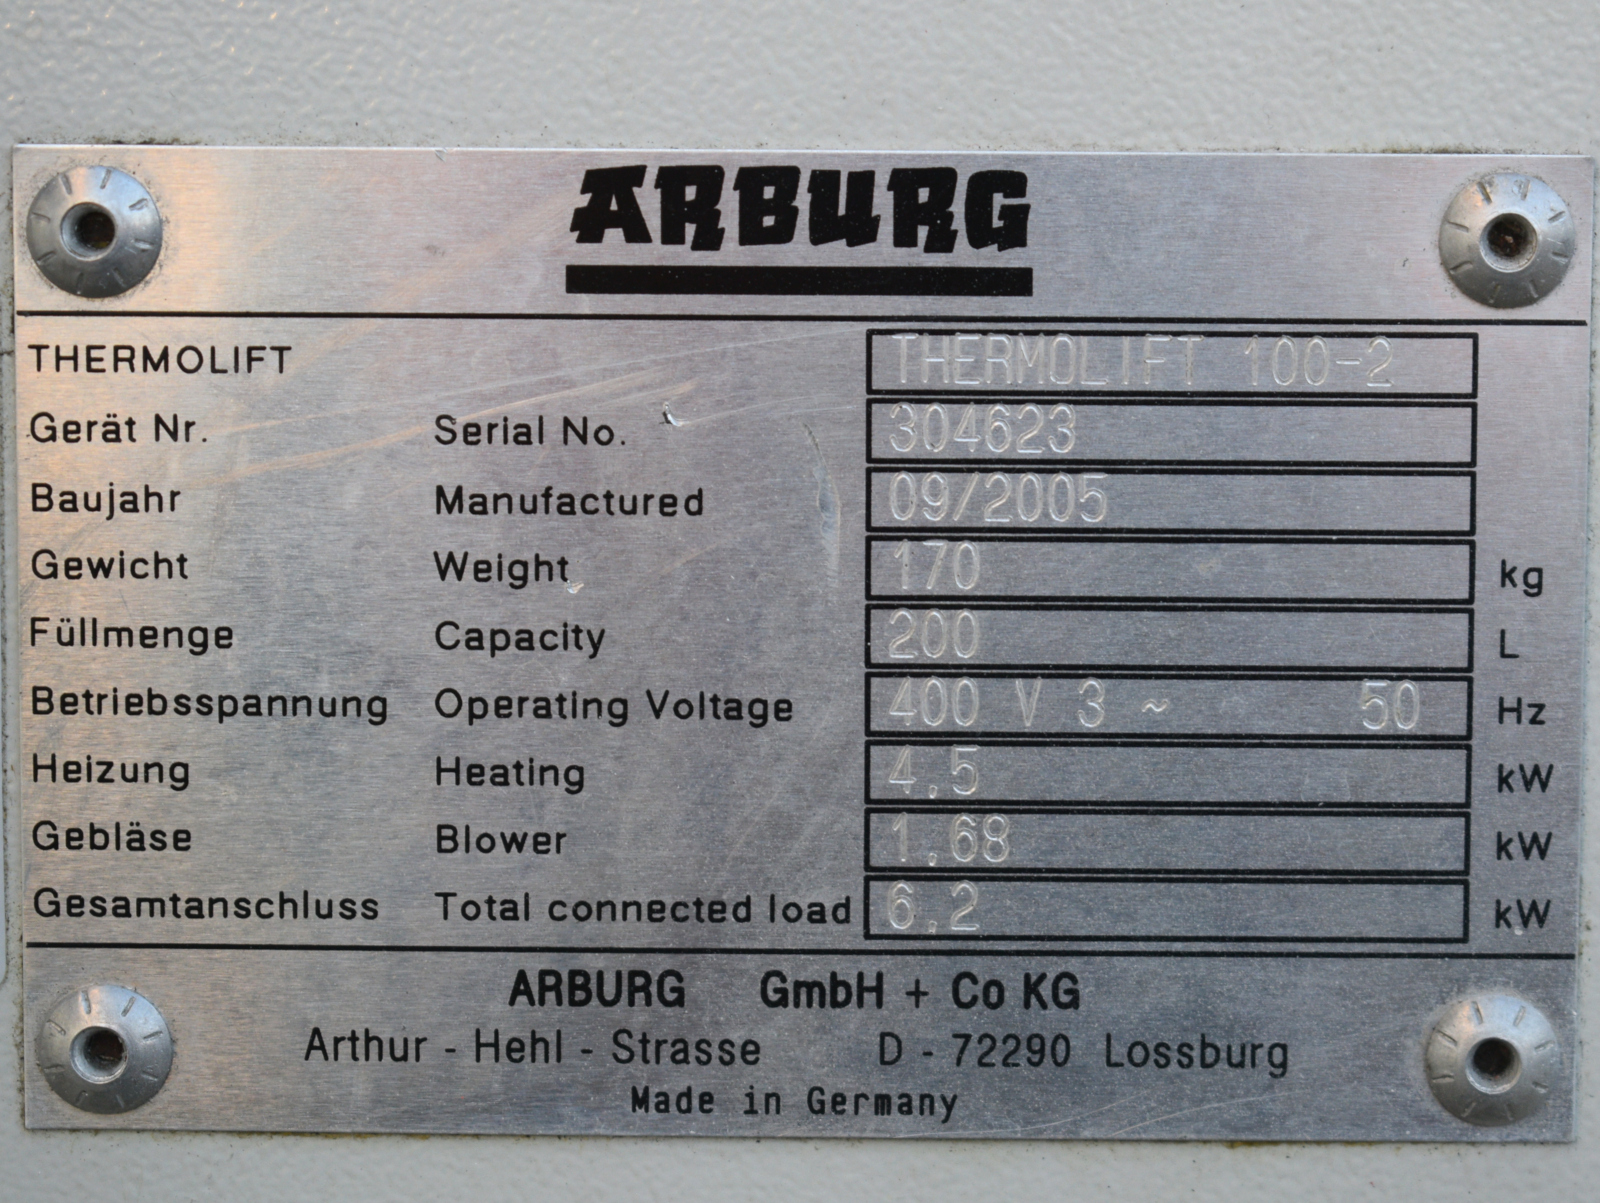 ARBURG
THERMOLIFT THERMOLIFT 100-2
Gerät Nr. Serial No. 304623
Baujahr Manufactured 09/2005
Gewicht Weight 170 kg
Füllmenge Capacity 200 L
Betriebsspannung Operating Voltage 400 V 3 ~ 50 Hz
Heizung Heating 4.5 kW
Gebläse Blower 1.68 kW
Gesamtanschluss Total connected load 6.2 kW
ARBURG GmbH + Co KG
Arthur - Hehl - Strasse D - 72290 Lossburg
Made in Germany